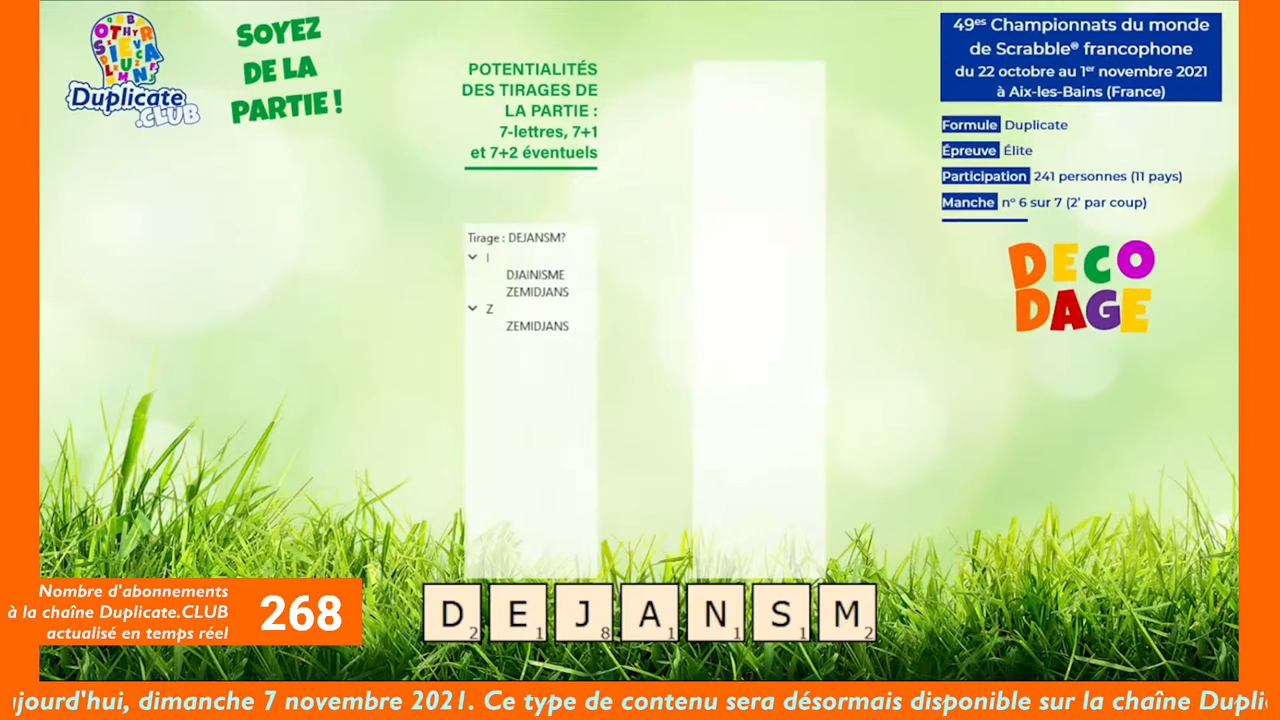 Duplicate
.CLUB
SOYEZ
DE LA
PARTIE !
POTENTIALITÉS
DES TIRAGES DE
LA PARTIE :
7-lettres, 7+1
et 7+2 éventuels
Tirage : DEJANSM?
I
DJAINISME
ZEMIDJANS
Z
ZEMIDJANS
49es Championnats du monde
de Scrabble® francophone
du 22 octobre au 1er novembre 2021
à Aix-les-Bains (France)
Formule Duplicate
Épreuve Élite
Participation 241 personnes (11 pays)
Manche n° 6 sur 7 (2' par coup)
DECO
DAGE
D2 E1 J8 A1 N1 S1 M2
Nombre d'abonnements
à la chaîne Duplicate.CLUB
actualisé en temps réel
268
ujourd'hui, dimanche 7 novembre 2021. Ce type de contenu sera désormais disponible sur la chaîne Dupli